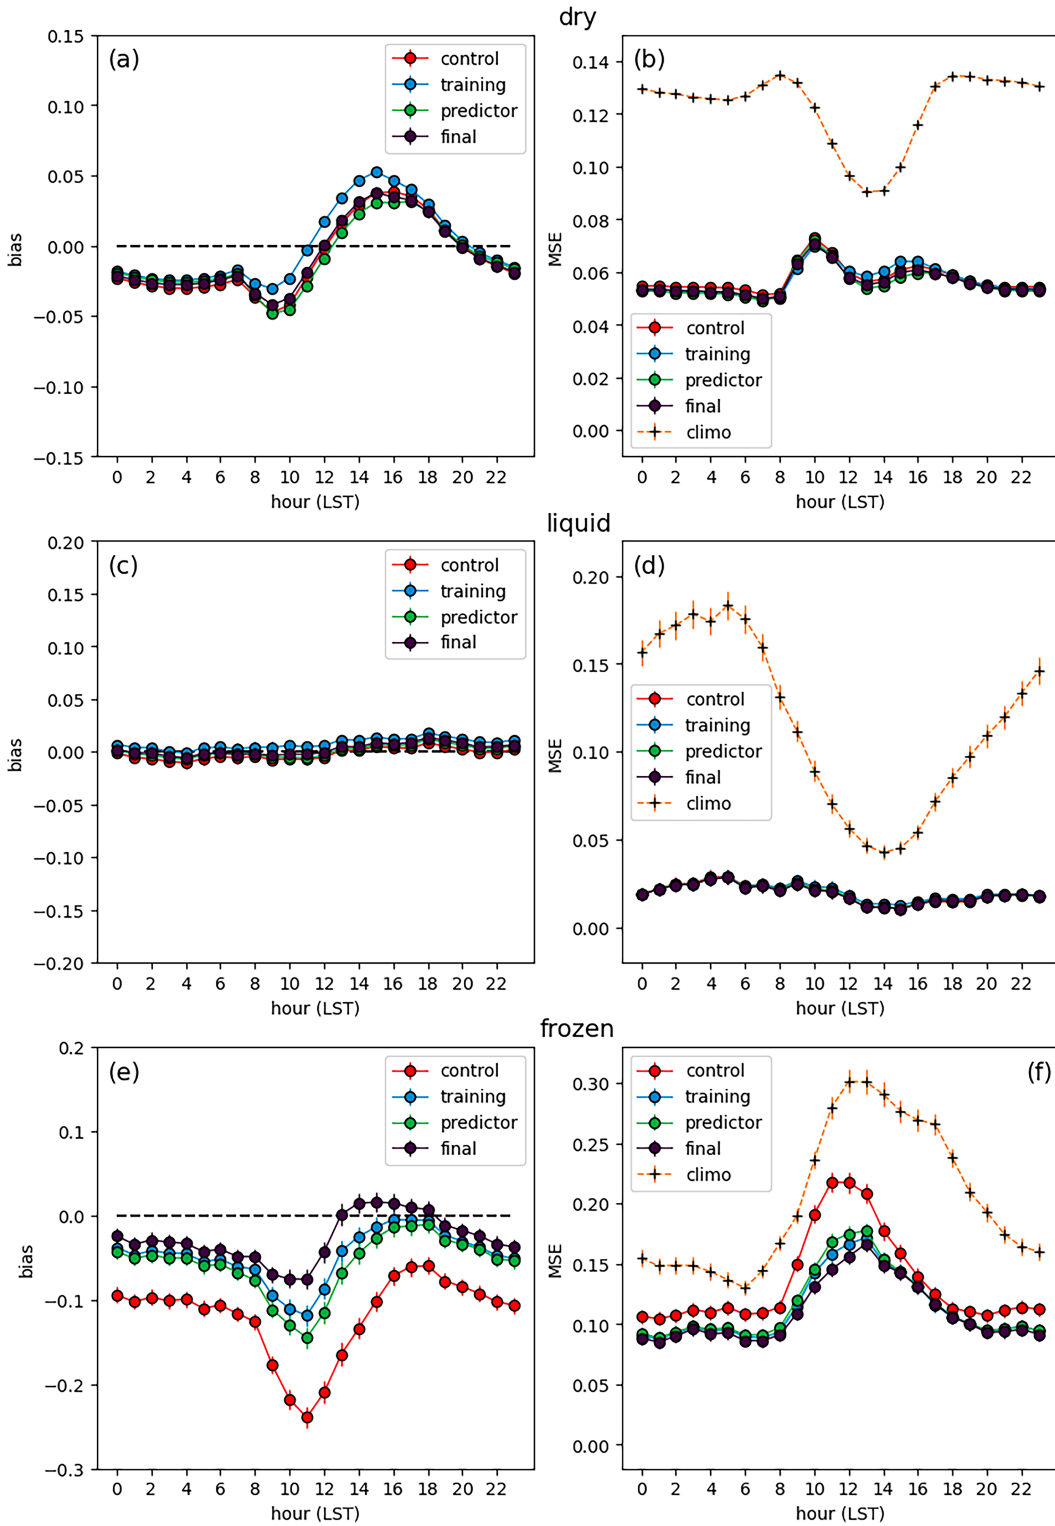 dry
(a)
control
training
predictor
final
0.15
0.10
0.05
0.00
−0.05
−0.10
−0.15
bias
0 2 4 6 8 10 12 14 16 18 20 22
hour (LST)
(b)
0.14
0.12
0.10
0.08
0.06
0.04
0.02
0.00
MSE
control
training
predictor
final
climo
0 2 4 6 8 10 12 14 16 18 20 22
hour (LST)
liquid
(c)
control
training
predictor
final
0.20
0.15
0.10
0.05
0.00
−0.05
−0.10
−0.15
−0.20
bias
0 2 4 6 8 10 12 14 16 18 20 22
hour (LST)
(d)
0.20
0.15
0.10
0.05
0.00
MSE
control
training
predictor
final
climo
0 2 4 6 8 10 12 14 16 18 20 22
hour (LST)
frozen
(e)
control
training
predictor
final
0.2
0.1
0.0
−0.1
−0.2
−0.3
bias
0 2 4 6 8 10 12 14 16 18 20 22
hour (LST)
(f)
control
training
predictor
final
climo
0.30
0.25
0.20
0.15
0.10
0.05
0.00
MSE
0 2 4 6 8 10 12 14 16 18 20 22
hour (LST)